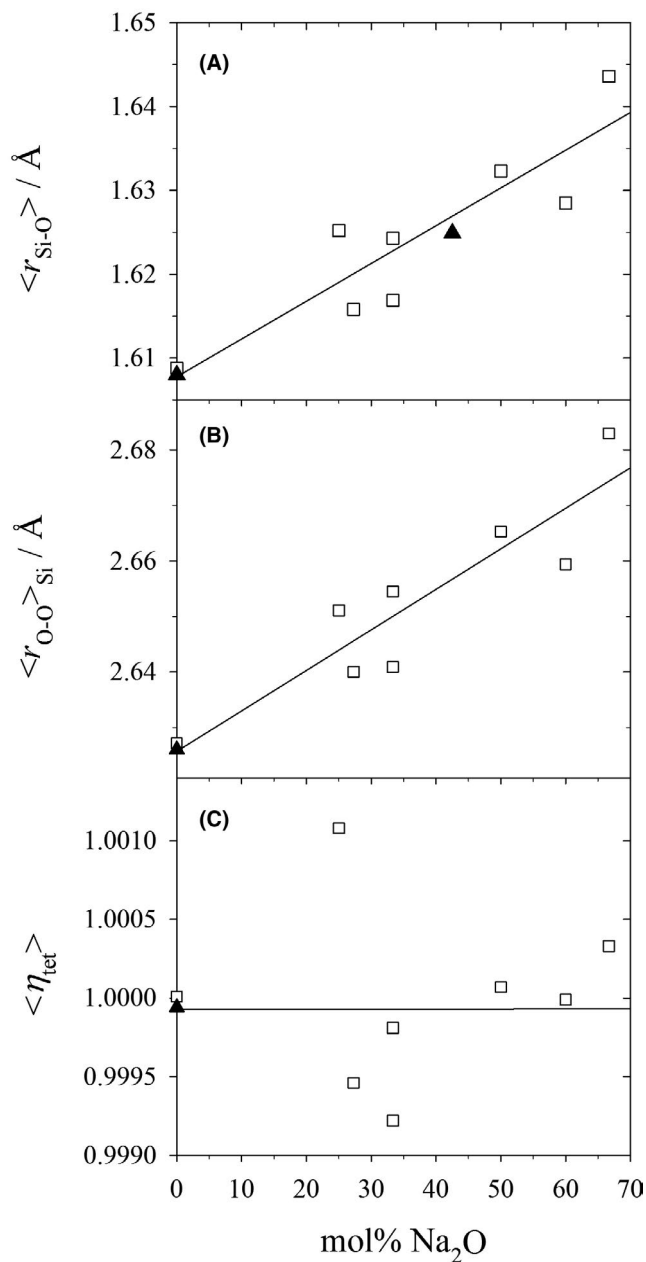 (A)
1.65
1.64
1.63
1.62
1.61
<r_Si-O> / Å
(B)
2.68
2.66
2.64
<r_O-O>_Si / Å
(C)
1.0010
1.0005
1.0000
0.9995
0.9990
<η_tet>
0 10 20 30 40 50 60 70
mol% Na₂O